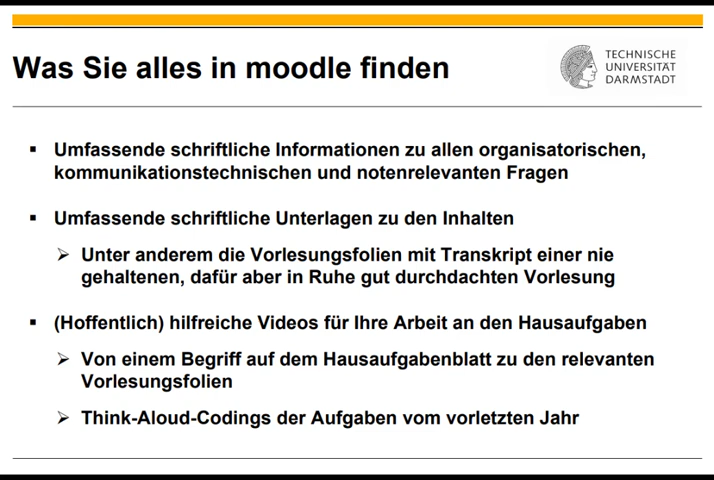 Was Sie alles in moodle finden
TECHNISCHE
UNIVERSITÄT
DARMSTADT
▪ Umfassende schriftliche Informationen zu allen organisatorischen,
kommunikationstechnischen und notenrelevanten Fragen
▪ Umfassende schriftliche Unterlagen zu den Inhalten
➢ Unter anderem die Vorlesungsfolien mit Transkript einer nie
gehaltenen, dafür aber in Ruhe gut durchdachten Vorlesung
▪ (Hoffentlich) hilfreiche Videos für Ihre Arbeit an den Hausaufgaben
➢ Von einem Begriff auf dem Hausaufgabenblatt zu den relevanten
Vorlesungsfolien
➢ Think-Aloud-Codings der Aufgaben vom vorletzten Jahr